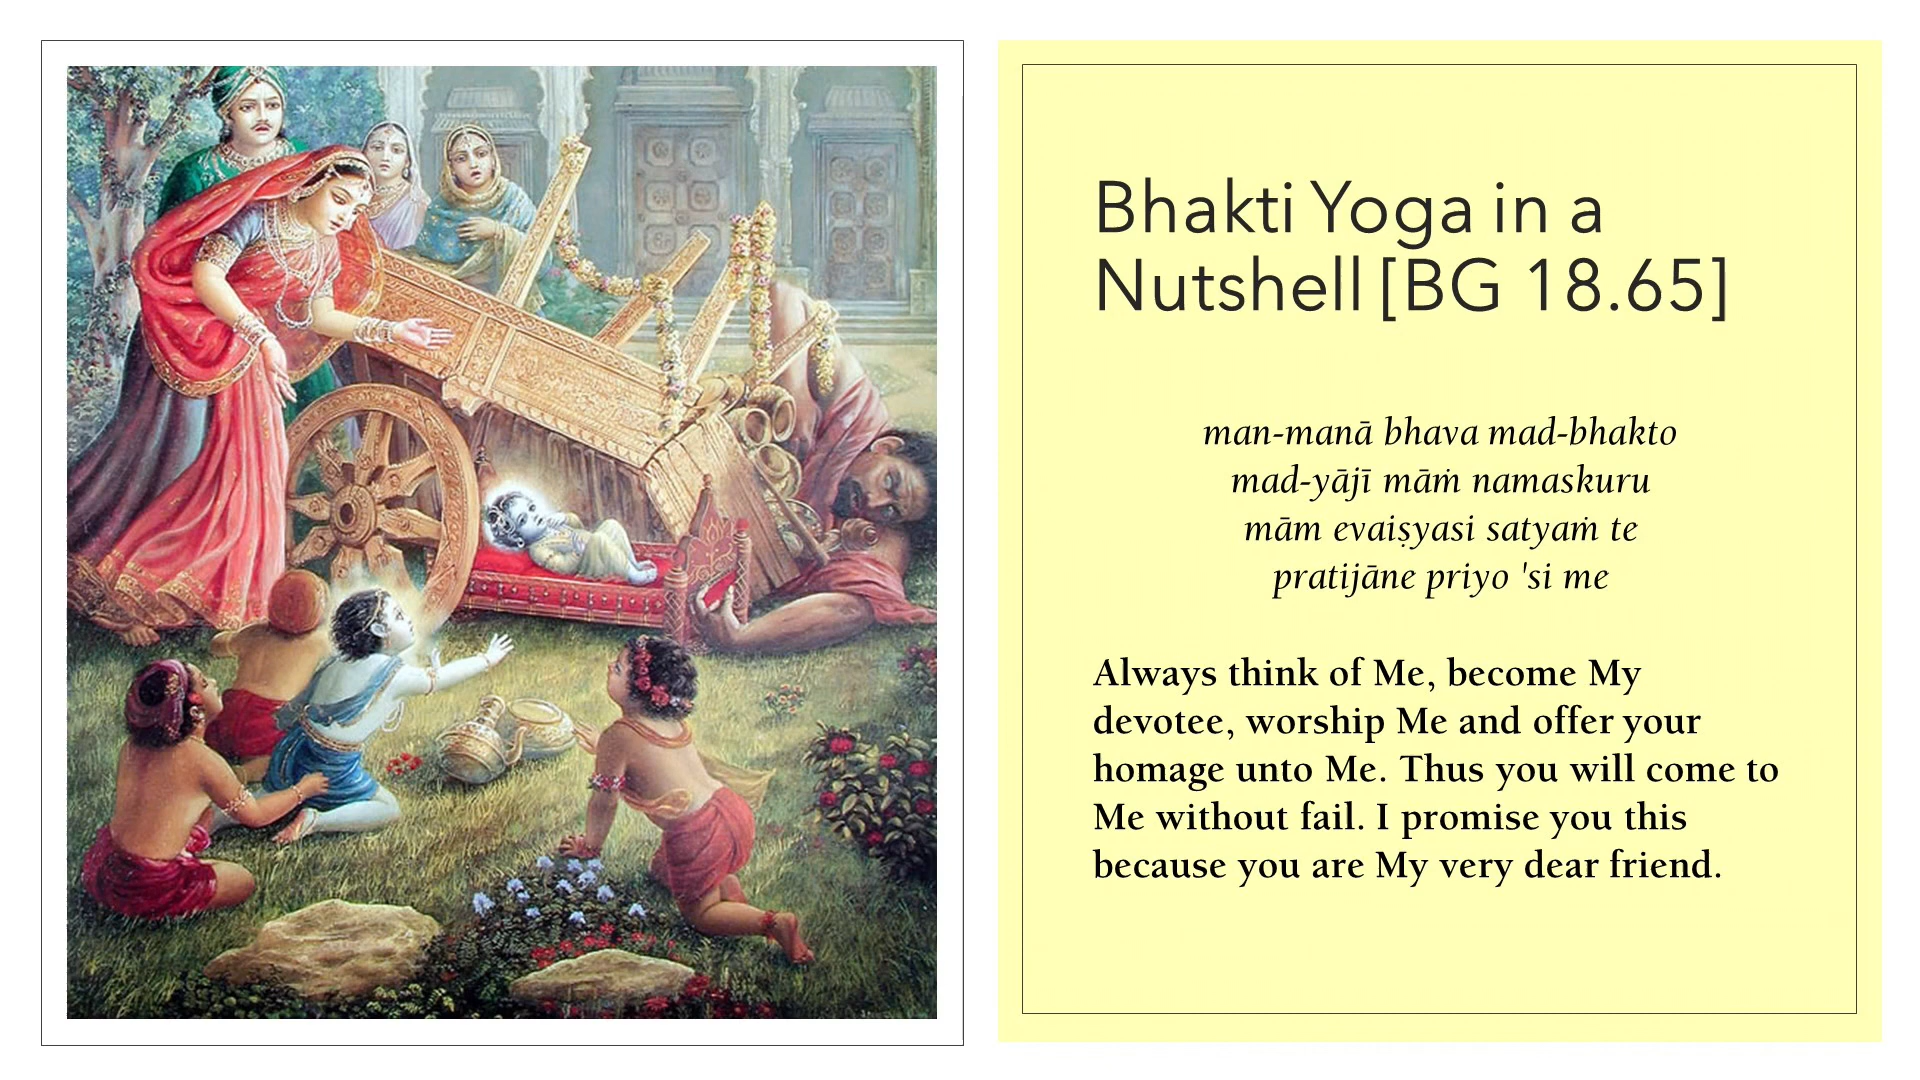 Bhakti Yoga in a
Nutshell [BG 18.65]
man-manā bhava mad-bhakto
mad-yājī māṁ namaskuru
mām evaiṣyasi satyaṁ te
pratijāne priyo 'si me
Always think of Me, become My
devotee, worship Me and offer your
homage unto Me. Thus you will come to
Me without fail. I promise you this
because you are My very dear friend.